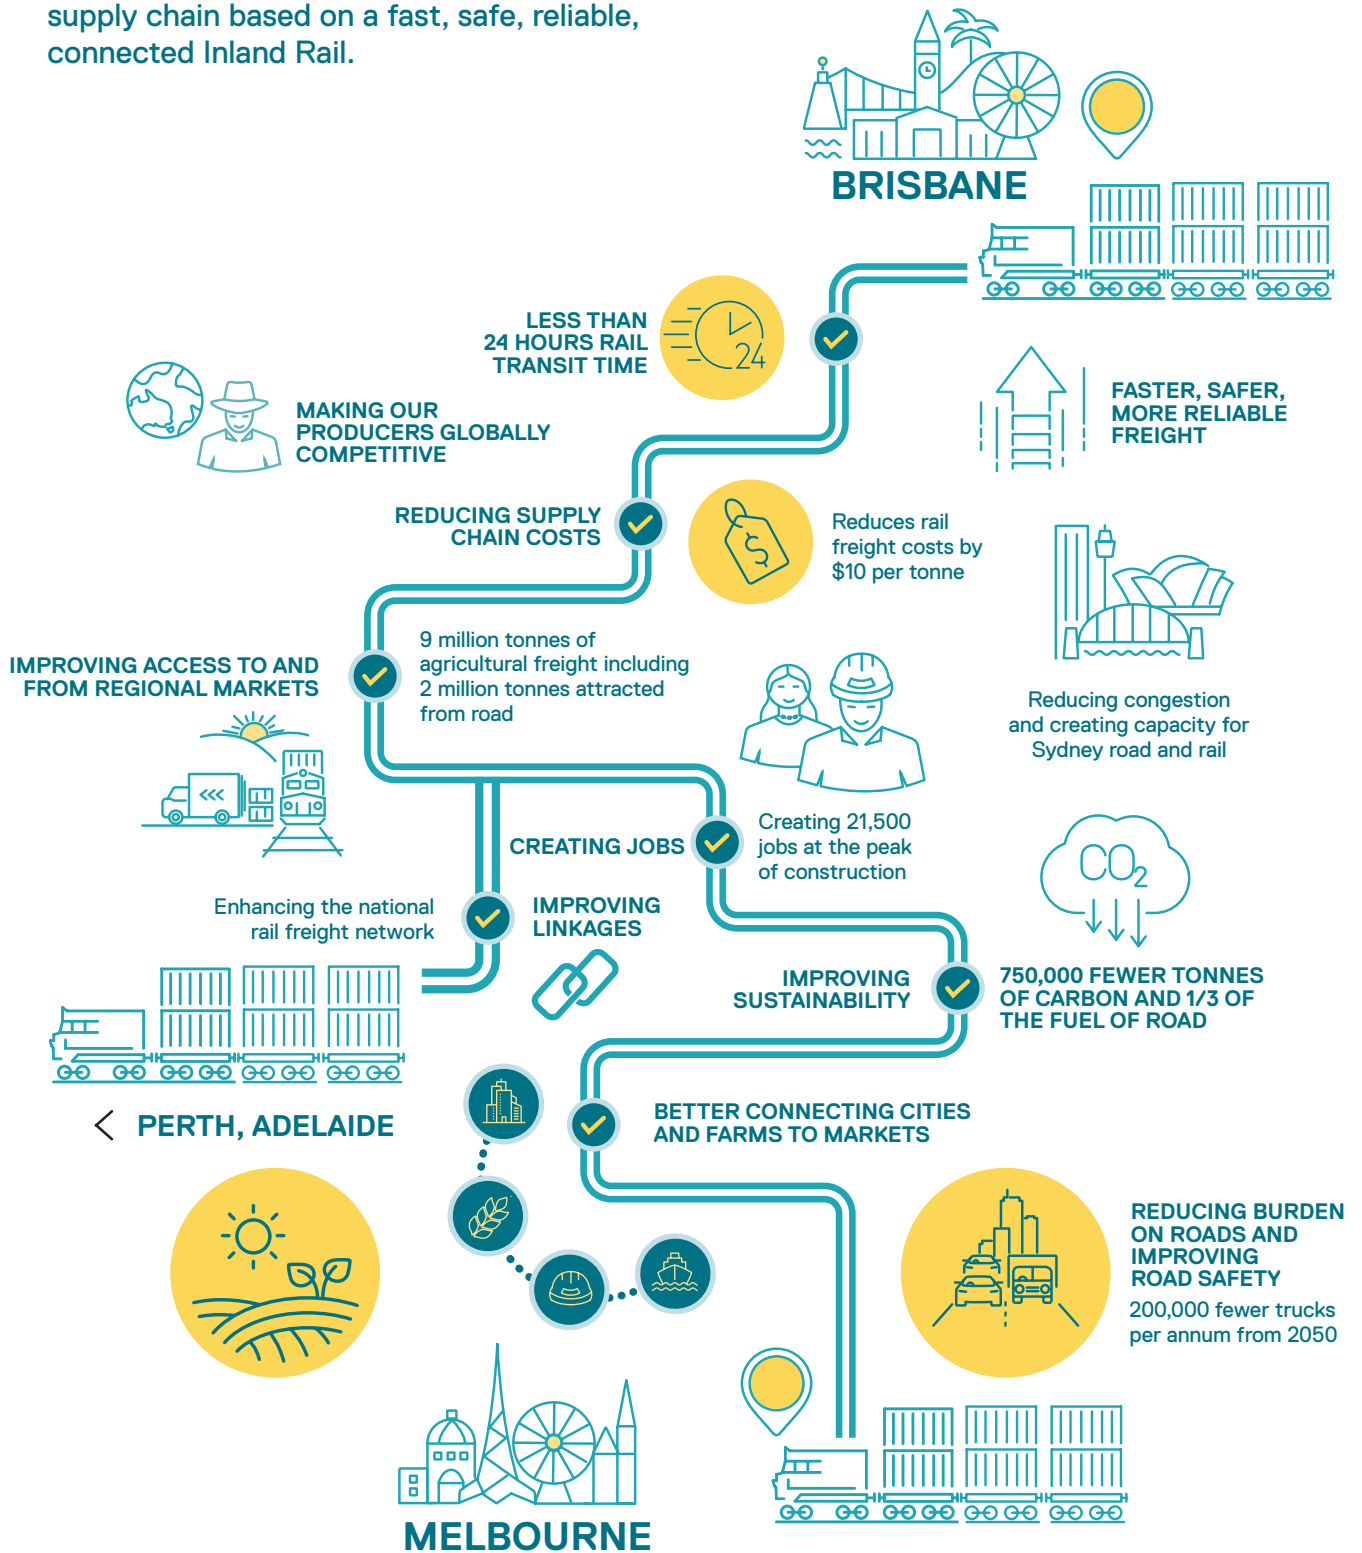 supply chain based on a fast, safe, reliable,
connected Inland Rail.
BRISBANE
LESS THAN
24 HOURS RAIL
TRANSIT TIME
24
FASTER, SAFER,
MORE RELIABLE
FREIGHT
MAKING OUR
PRODUCERS GLOBALLY
COMPETITIVE
REDUCING SUPPLY
CHAIN COSTS
$
Reduces rail
freight costs by
$10 per tonne
IMPROVING ACCESS TO AND
FROM REGIONAL MARKETS
9 million tonnes of
agricultural freight including
2 million tonnes attracted
from road
Reducing congestion
and creating capacity for
Sydney road and rail
CREATING JOBS
Creating 21,500
jobs at the peak
of construction
CO2
Enhancing the national
rail freight network
IMPROVING
LINKAGES
IMPROVING
SUSTAINABILITY
750,000 FEWER TONNES
OF CARBON AND 1/3 OF
THE FUEL OF ROAD
< PERTH, ADELAIDE
BETTER CONNECTING CITIES
AND FARMS TO MARKETS
REDUCING BURDEN
ON ROADS AND
IMPROVING
ROAD SAFETY
200,000 fewer trucks
per annum from 2050
MELBOURNE